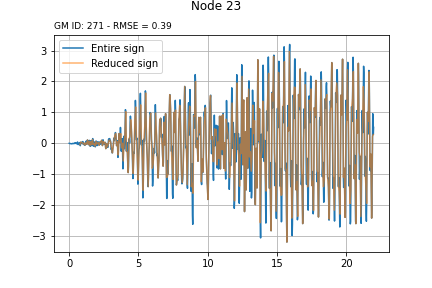 Node 23
GM ID: 271 - RMSE = 0.39
Entire sign
Reduced sign
3
2
1
0
−1
−2
−3
0 5 10 15 20